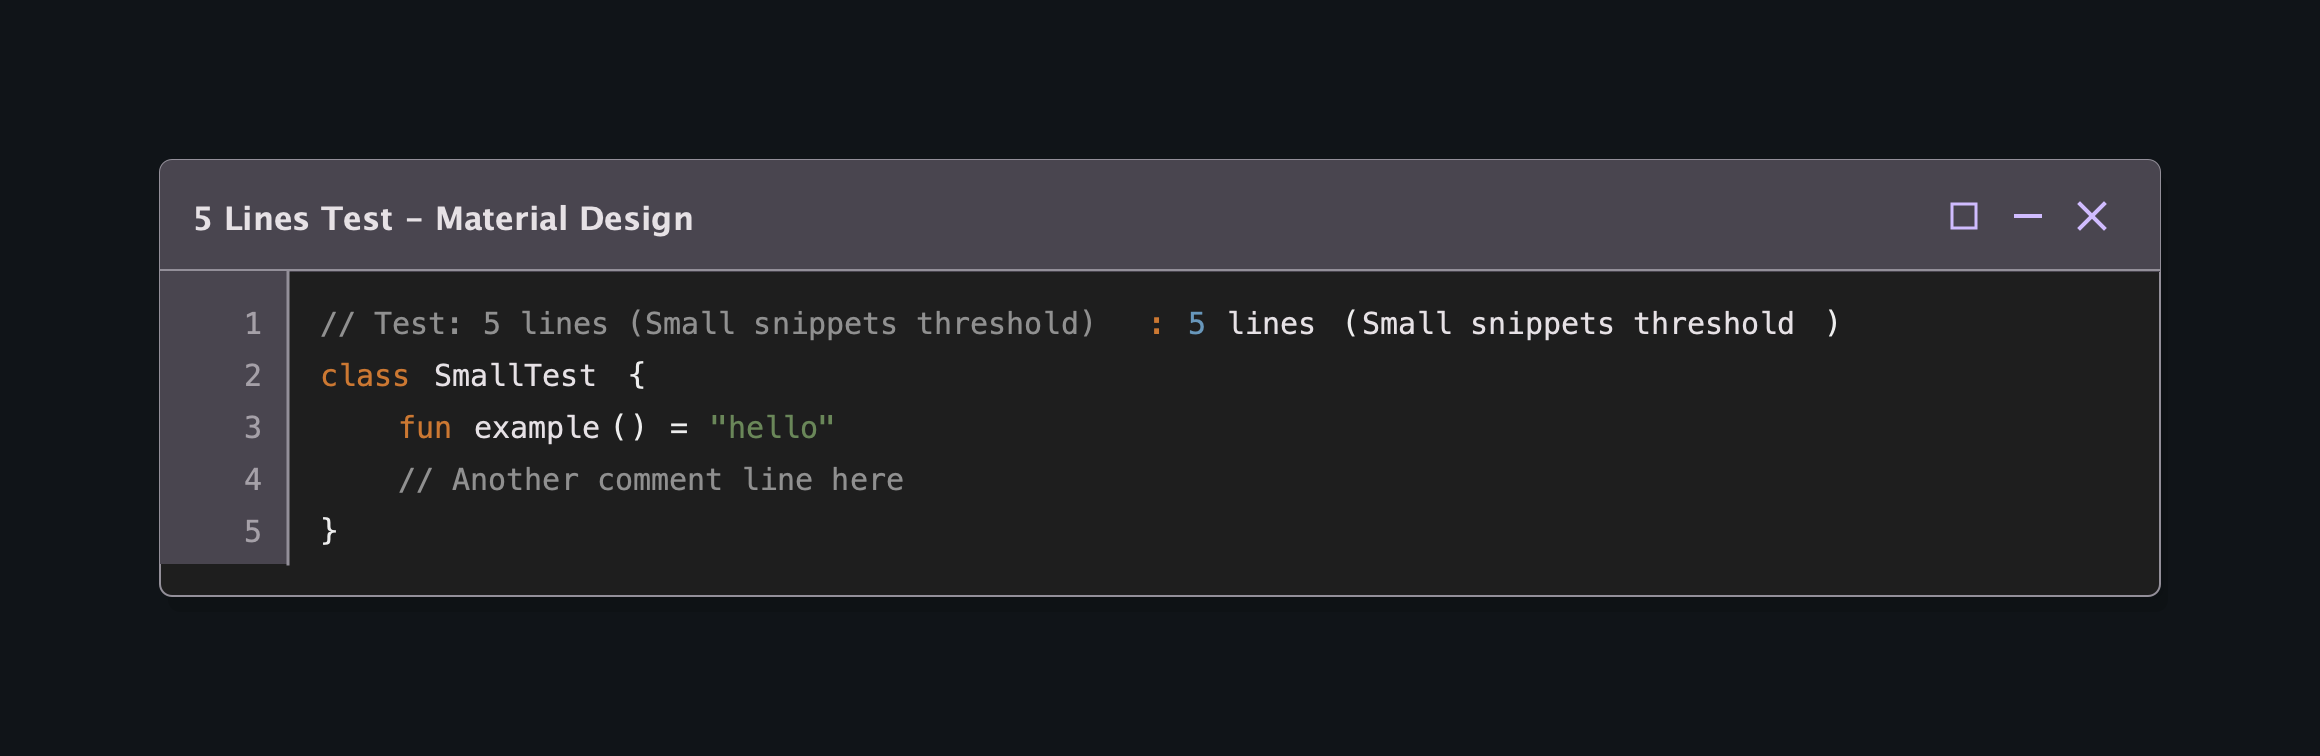 5 Lines Test – Material Design
1 // Test: 5 lines (Small snippets threshold) : 5 lines (Small snippets threshold )
2 class SmallTest {
3 fun example () = "hello"
4 // Another comment line here
5 }